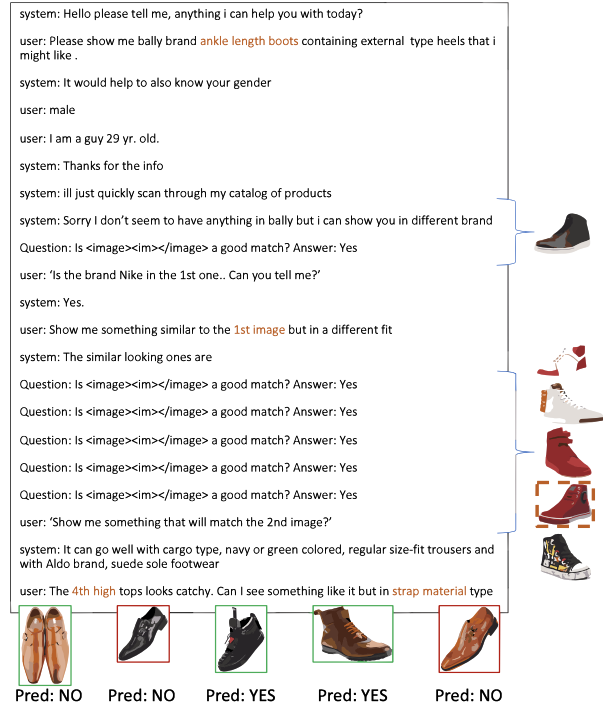 system: Hello please tell me, anything i can help you with today?
user: Please show me bally brand ankle length boots containing external  type heels that i
might like .
system: It would help to also know your gender
user: male
user: I am a guy 29 yr. old.
system: Thanks for the info
system: ill just quickly scan through my catalog of products
system: Sorry I don’t seem to have anything in bally but i can show you in different brand
Question: Is <image><im></image> a good match? Answer: Yes
user: ‘Is the brand Nike in the 1st one.. Can you tell me?’
system: Yes.
user: Show me something similar to the 1st image but in a different fit
system: The similar looking ones are
Question: Is <image><im></image> a good match? Answer: Yes
Question: Is <image><im></image> a good match? Answer: Yes
Question: Is <image><im></image> a good match? Answer: Yes
Question: Is <image><im></image> a good match? Answer: Yes
Question: Is <image><im></image> a good match? Answer: Yes
user: ‘Show me something that will match the 2nd image?’
system: It can go well with cargo type, navy or green colored, regular size-fit trousers and
with Aldo brand, suede sole footwear
user: The 4th high tops looks catchy. Can I see something like it but in strap material type
Pred: NO Pred: NO Pred: YES Pred: YES Pred: NO